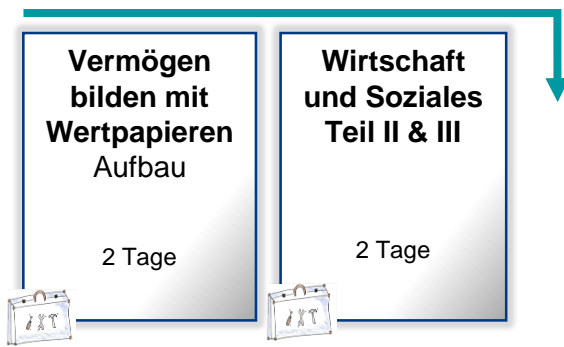 Vermögen
bilden mit
Wertpapieren
Aufbau
2 Tage
Wirtschaft
und Soziales
Teil II & III
2 Tage